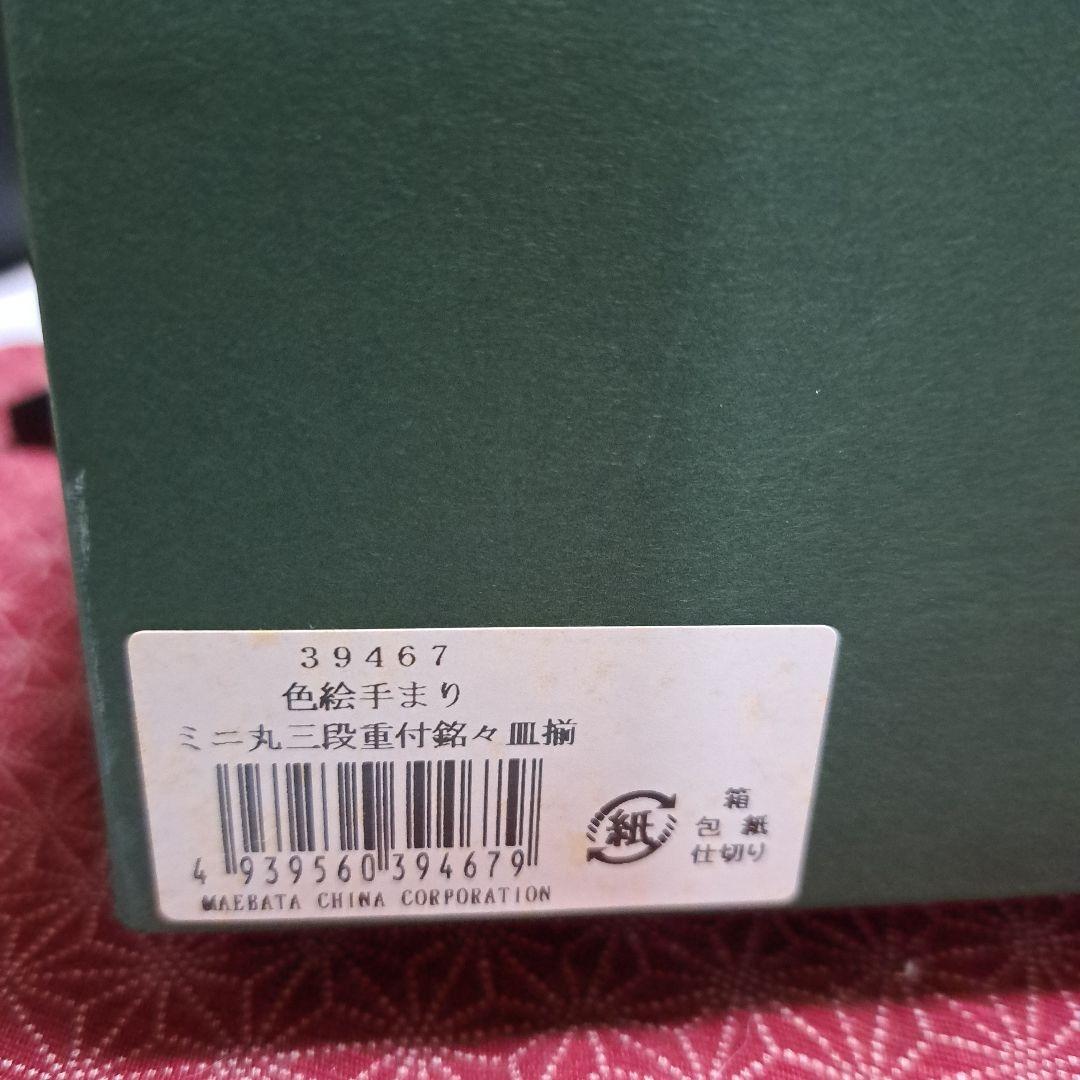 39467
色絵手まり
ミニ丸三段重付銘々皿揃
4 939560 394679
MAEBATA CHINA CORPORATION
紙
箱
包 紙
仕切り